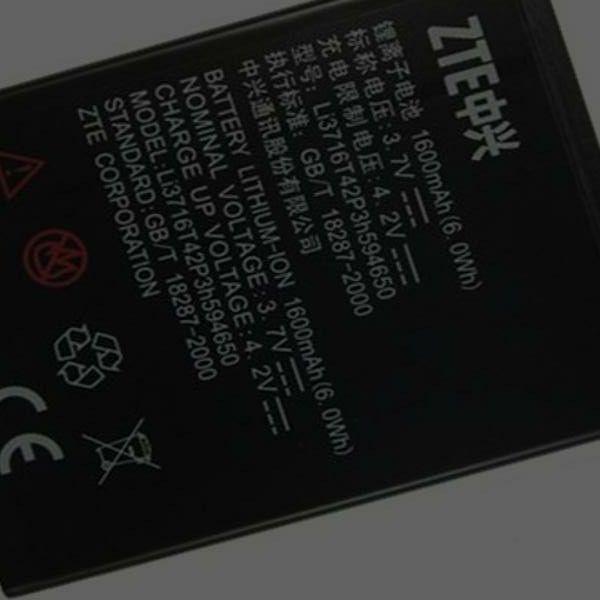 ZTE中兴
锂离子电池 1600mAh(6.0Wh)
标称电压:3.7V
充电限制电压:4.2V
型号: Li3716T42P3h594650
执行标准: GB/T 18287-2000
中兴通讯股份有限公司
BATTERY LITHIUM-ION 1600mAh(6.0Wh)
NOMINAL VOLTAGE:3.7V
CHARGE UP VOLTAGE:4.2V
MODEL:Li3716T42P3h594650
STANDARD:GB/T 18287-2000
ZTE CORPORATION
CE